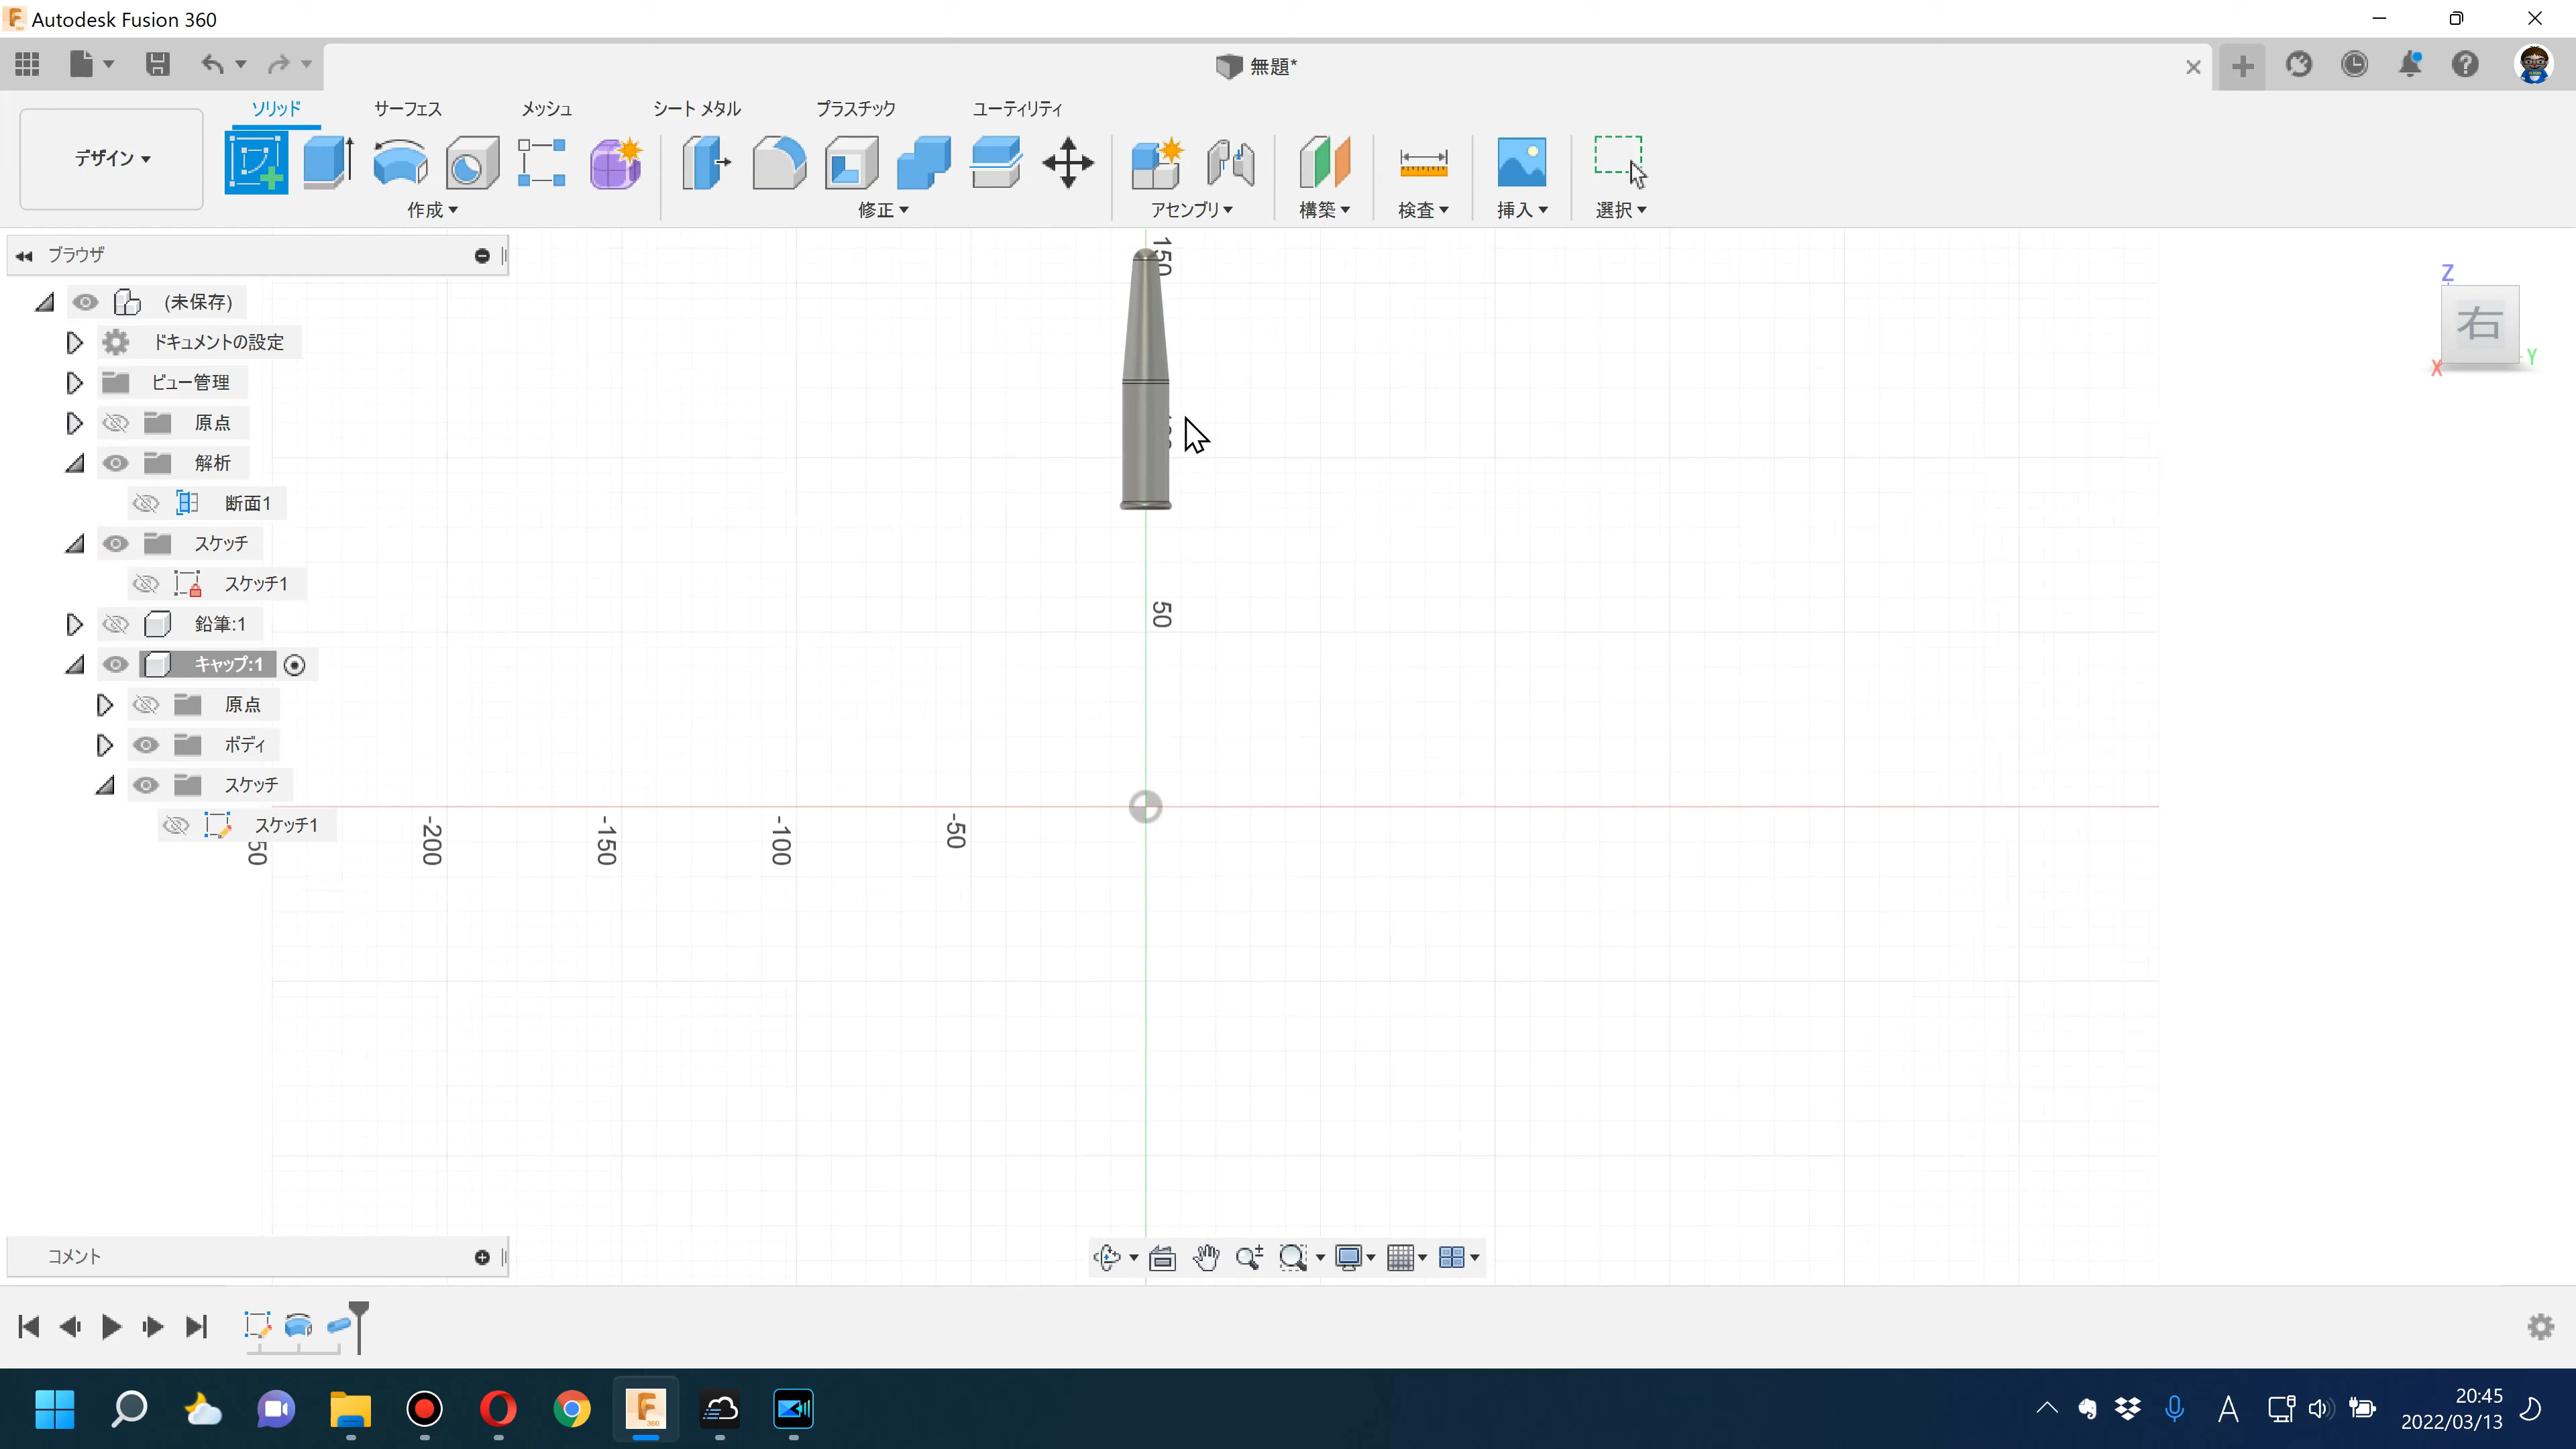 Autodesk Fusion 360
無題*
ソリッド サーフェス メッシュ シート メタル プラスチック ユーティリティ
デザイン
作成 修正 アセンブリ 構築 検査 挿入 選択
ブラウザ
(未保存)
ドキュメントの設定
ビュー管理
原点
解析
断面1
スケッチ
スケッチ1
鉛筆:1
キャップ:1
原点
ボディ
スケッチ
スケッチ1
150
50
-200 -150 -100 -50
50
Z
右
X Y
コメント
360
A
20:45
2022/03/13